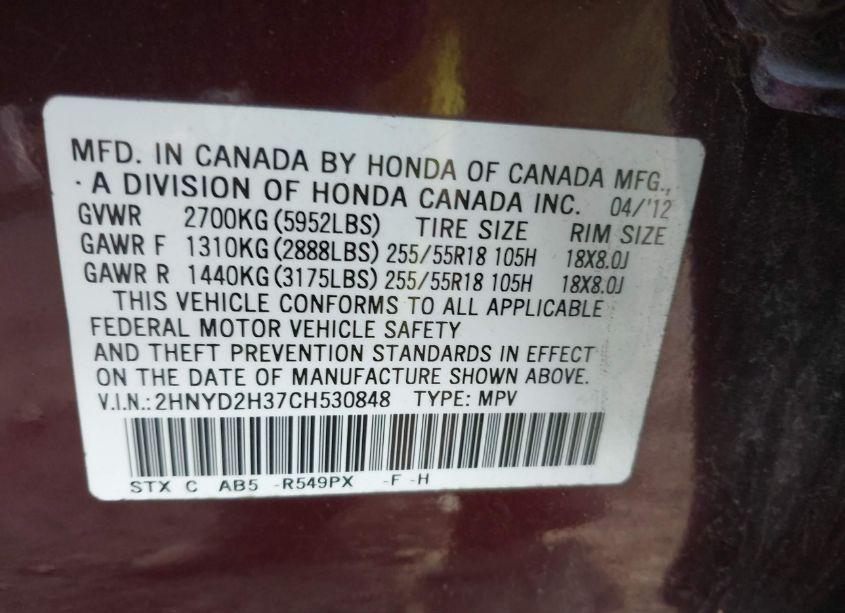 MFD. IN CANADA BY HONDA OF CANADA MFG.,
· A DIVISION OF HONDA CANADA INC. 04/'12
GVWR 2700KG (5952LBS) TIRE SIZE RIM SIZE
GAWR F 1310KG (2888LBS) 255/55R18 105H 18X8.0J
GAWR R 1440KG (3175LBS) 255/55R18 105H 18X8.0J
THIS VEHICLE CONFORMS TO ALL APPLICABLE
FEDERAL MOTOR VEHICLE SAFETY
AND THEFT PREVENTION STANDARDS IN EFFECT
ON THE DATE OF MANUFACTURE SHOWN ABOVE.
V.I.N.: 2HNYD2H37CH530848 TYPE: MPV
STX C AB5 -R549PX -F -H